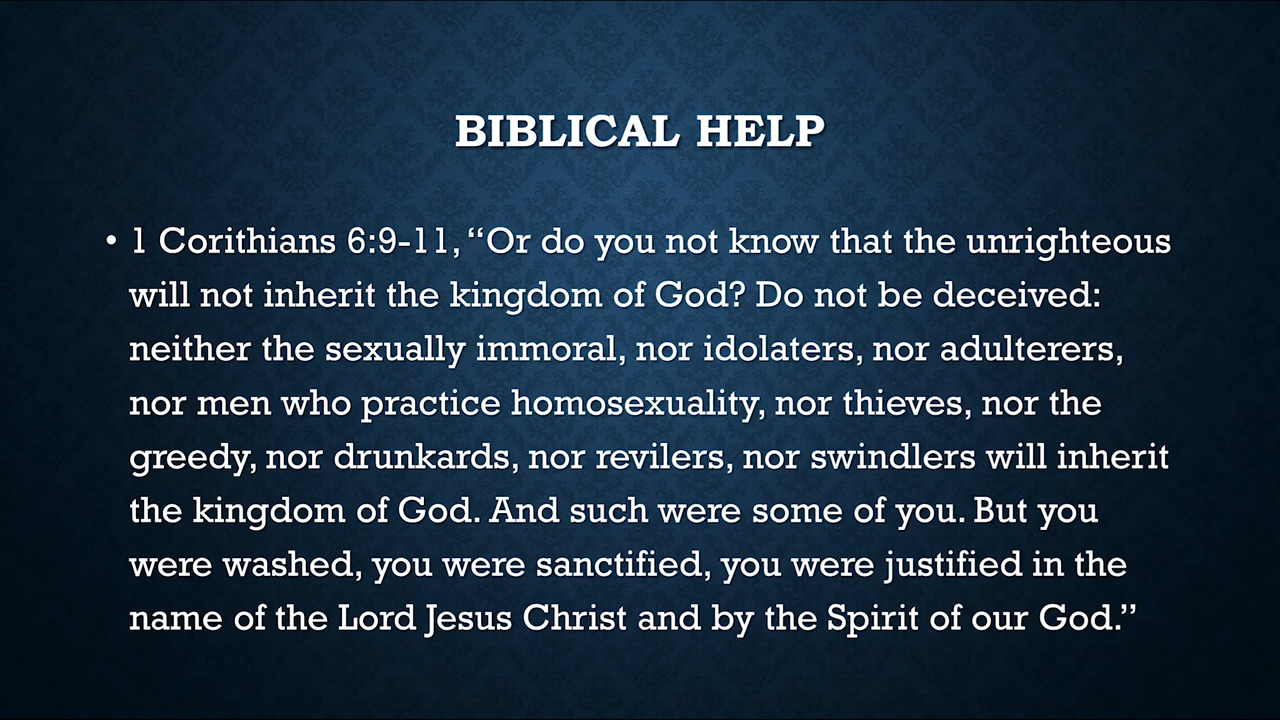 BIBLICAL HELP
• 1 Corithians 6:9-11, “Or do you not know that the unrighteous
will not inherit the kingdom of God? Do not be deceived:
neither the sexually immoral, nor idolaters, nor adulterers,
nor men who practice homosexuality, nor thieves, nor the
greedy, nor drunkards, nor revilers, nor swindlers will inherit
the kingdom of God. And such were some of you. But you
were washed, you were sanctified, you were justified in the
name of the Lord Jesus Christ and by the Spirit of our God.”